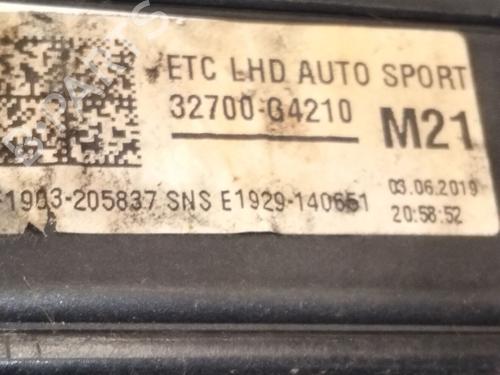 ETC LHD AUTO SPORT
32700-G4210
M21
1903-205837 SNS E1929-140651
03.06.2019
20:58:52